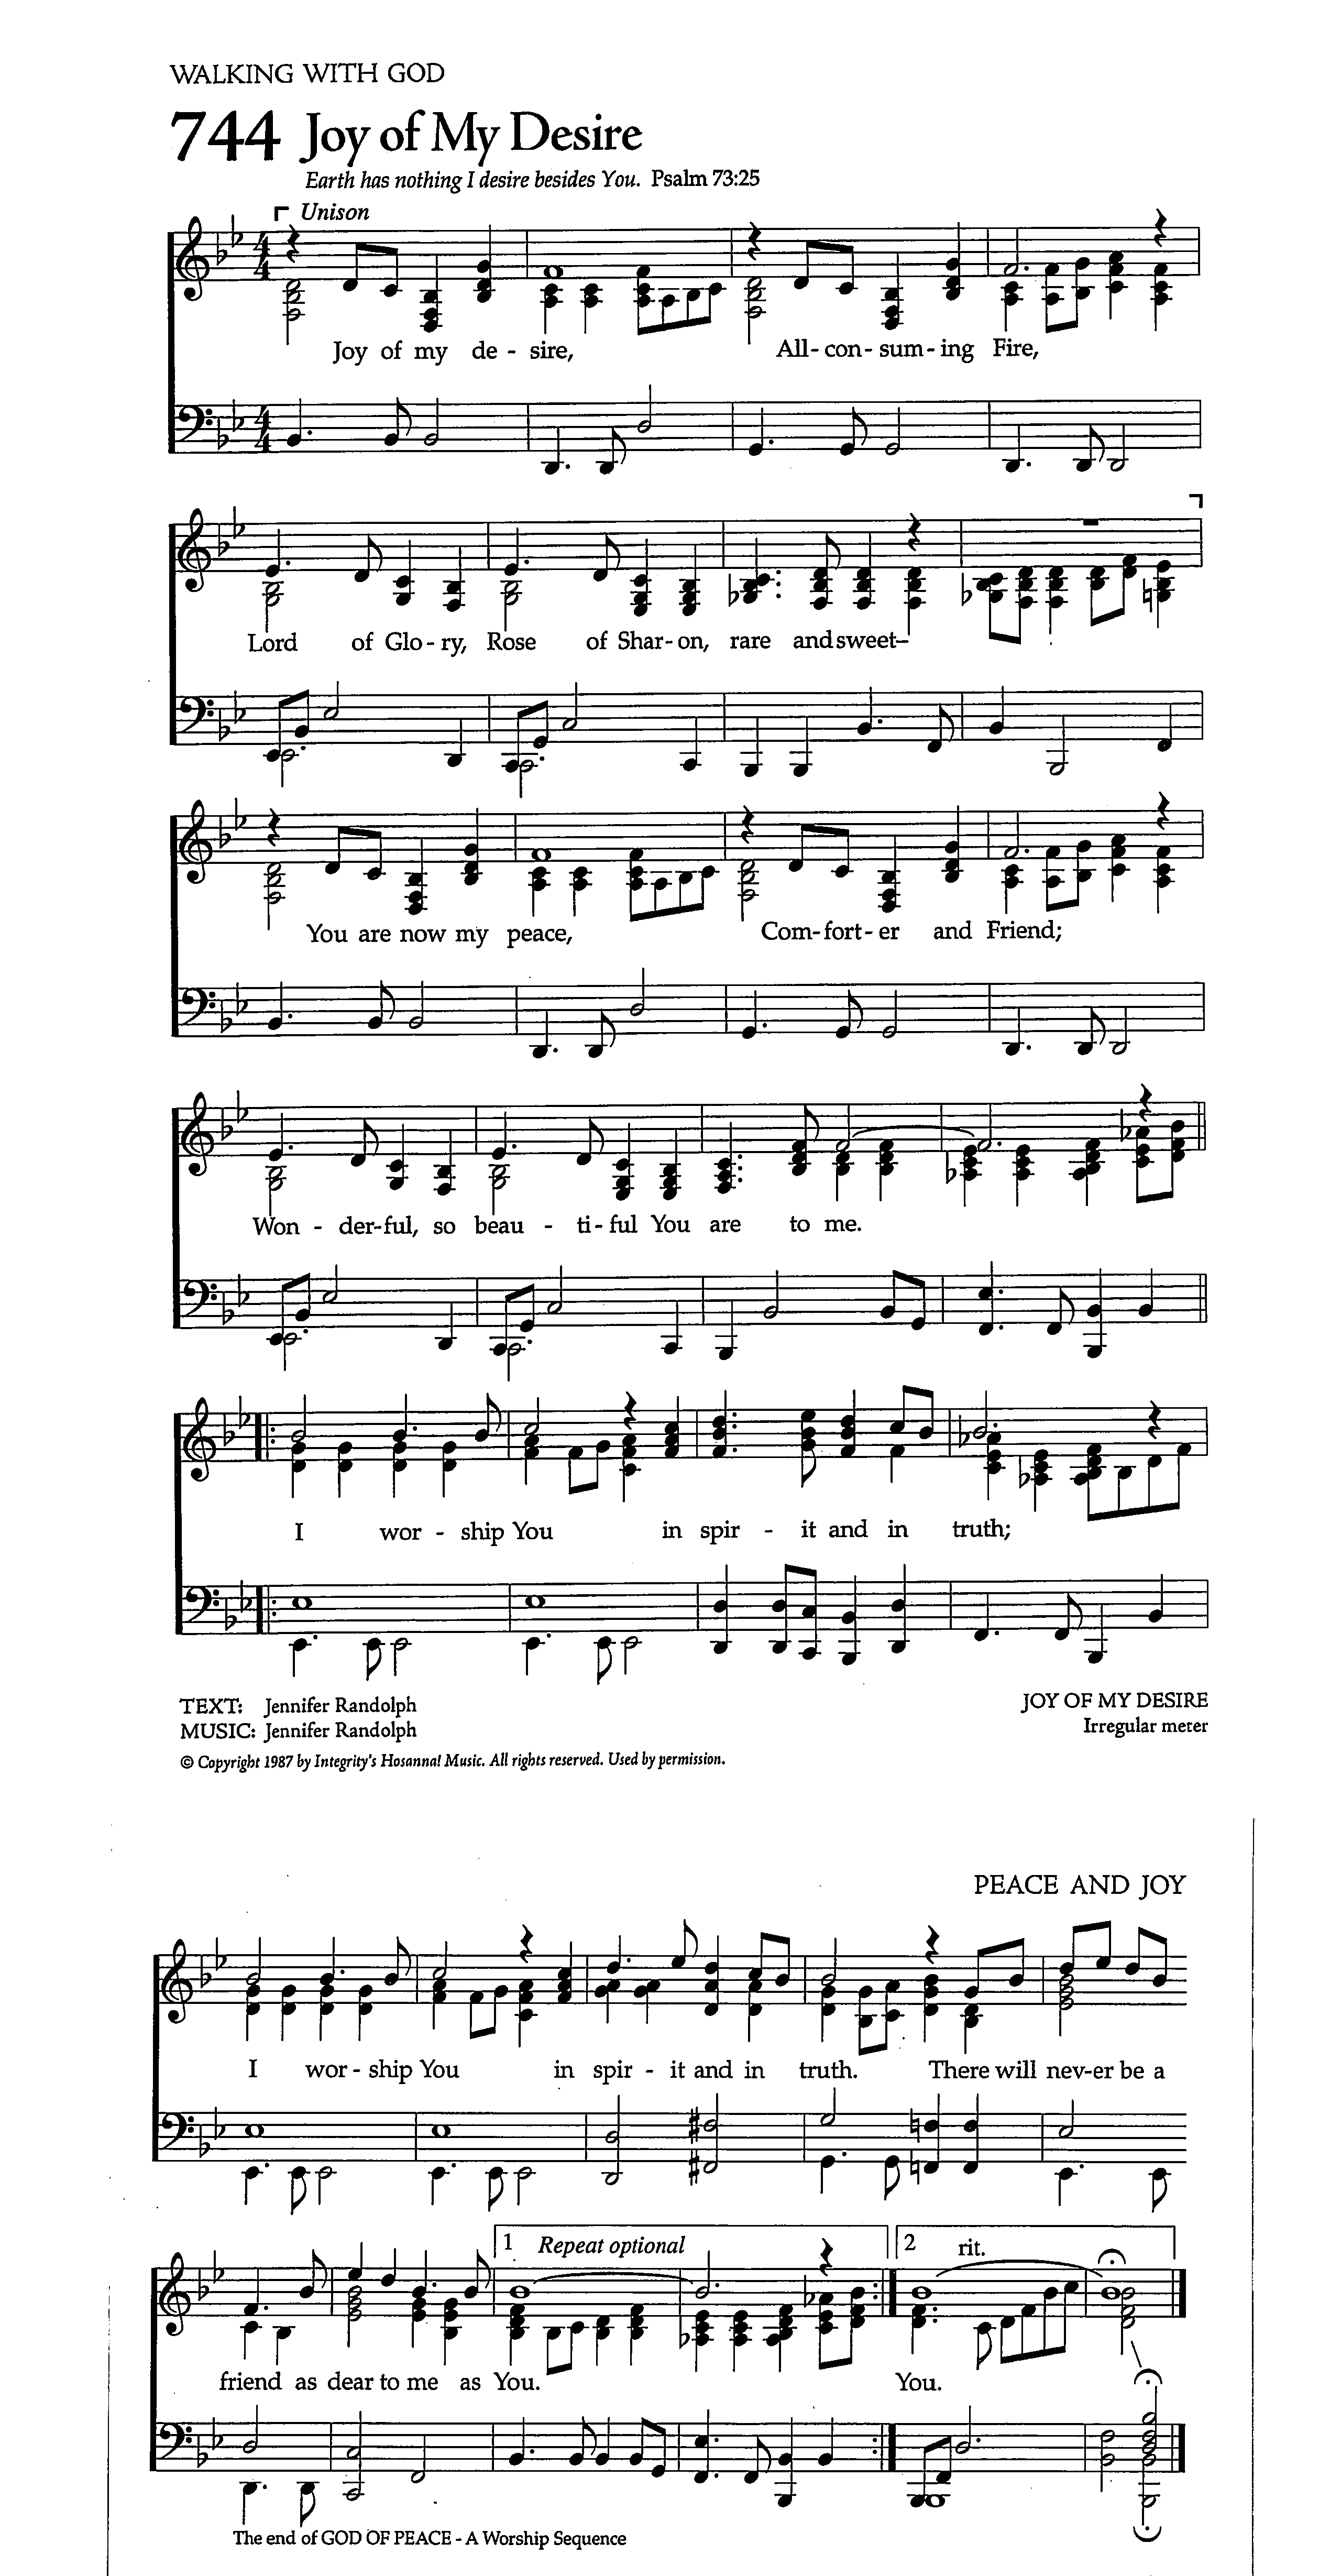 WALKING WITH GOD
744 Joy of My Desire
Earth has nothing I desire besides You. Psalm 73:25
Unison
Joy of my de - sire, All - con - sum - ing Fire,
Lord of Glo - ry, Rose of Shar - on, rare and sweet—
You are now my peace, Com - fort - er and Friend;
Won - der - ful, so beau - ti - ful You are to me.
I wor - ship You in spir - it and in truth;
TEXT: Jennifer Randolph
MUSIC: Jennifer Randolph
JOY OF MY DESIRE
Irregular meter
© Copyright 1987 by Integrity's Hosanna! Music. All rights reserved. Used by permission.
PEACE AND JOY
I wor - ship You in spir - it and in truth. There will nev - er be a
1 Repeat optional 2 rit.
friend as dear to me as You. You.
The end of GOD OF PEACE - A Worship Sequence